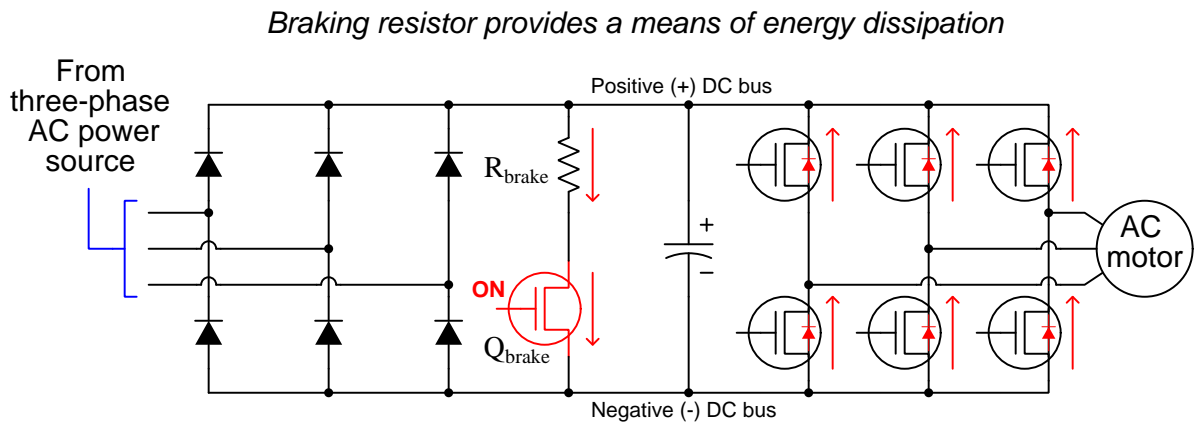 Braking resistor provides a means of energy dissipation
From
three-phase
AC power
source
Positive (+) DC bus
Rbrake
ON
Qbrake
+
−
AC
motor
Negative (-) DC bus